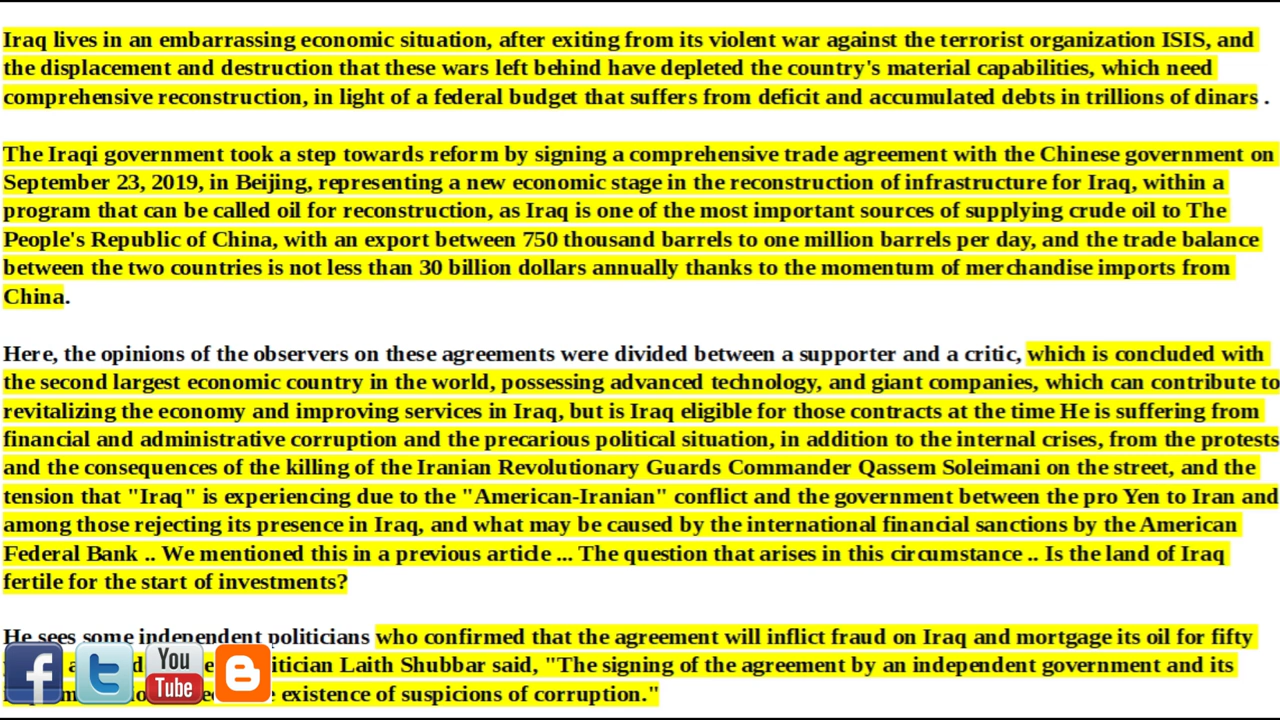 Iraq lives in an embarrassing economic situation, after exiting from its violent war against the terrorist organization ISIS, and
the displacement and destruction that these wars left behind have depleted the country's material capabilities, which need
comprehensive reconstruction, in light of a federal budget that suffers from deficit and accumulated debts in trillions of dinars .
The Iraqi government took a step towards reform by signing a comprehensive trade agreement with the Chinese government on
September 23, 2019, in Beijing, representing a new economic stage in the reconstruction of infrastructure for Iraq, within a
program that can be called oil for reconstruction, as Iraq is one of the most important sources of supplying crude oil to The
People's Republic of China, with an export between 750 thousand barrels to one million barrels per day, and the trade balance
between the two countries is not less than 30 billion dollars annually thanks to the momentum of merchandise imports from
China.
Here, the opinions of the observers on these agreements were divided between a supporter and a critic, which is concluded with
the second largest economic country in the world, possessing advanced technology, and giant companies, which can contribute to
revitalizing the economy and improving services in Iraq, but is Iraq eligible for those contracts at the time He is suffering from
financial and administrative corruption and the precarious political situation, in addition to the internal crises, from the protests
and the consequences of the killing of the Iranian Revolutionary Guards Commander Qassem Soleimani on the street, and the
tension that "Iraq" is experiencing due to the "American-Iranian" conflict and the government between the pro Yen to Iran and
among those rejecting its presence in Iraq, and what may be caused by the international financial sanctions by the American
Federal Bank .. We mentioned this in a previous article ... The question that arises in this circumstance .. Is the land of Iraq
fertile for the start of investments?
He sees some independent politicians who confirmed that the agreement will inflict fraud on Iraq and mortgage its oil for fifty
Laith Shubbar said, "The signing of the agreement by an independent government and its
existence of suspicions of corruption."
You
Tube